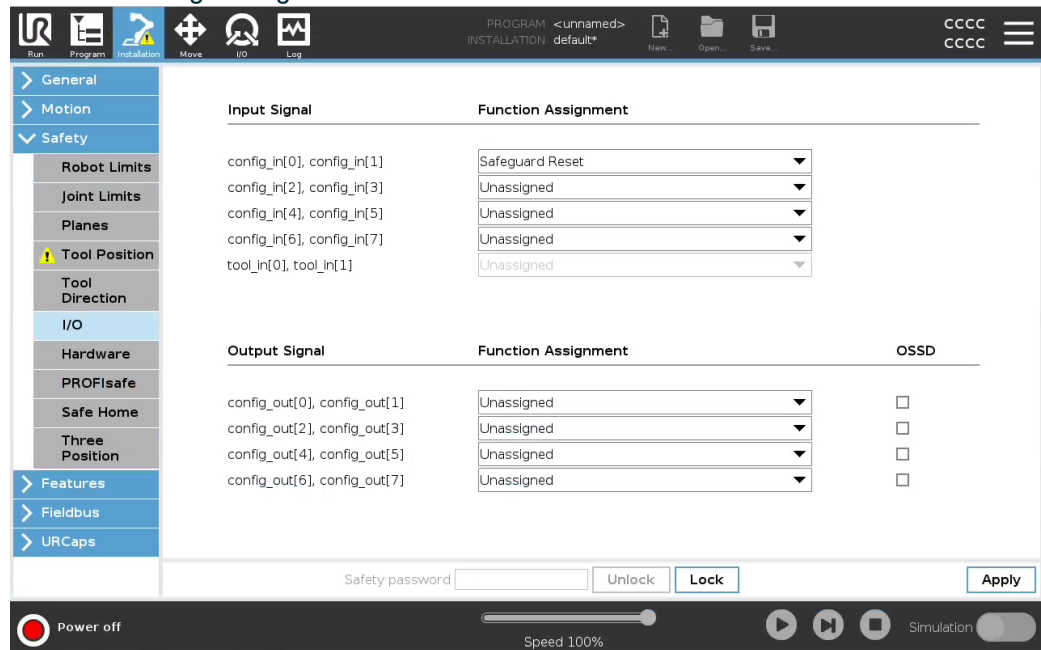 PROGRAM <unnamed>
INSTALLATION default*
Run Program Installation Move I/O Log New... Open... Save...
CCCC
CCCC
General
Motion
Safety
Robot Limits
Joint Limits
Planes
Tool Position
Tool
Direction
I/O
Hardware
PROFIsafe
Safe Home
Three
Position
Features
Fieldbus
URCaps
Input Signal Function Assignment
config_in[0], config_in[1] Safeguard Reset
config_in[2], config_in[3] Unassigned
config_in[4], config_in[5] Unassigned
config_in[6], config_in[7] Unassigned
tool_in[0], tool_in[1] Unassigned
Output Signal Function Assignment OSSD
config_out[0], config_out[1] Unassigned
config_out[2], config_out[3] Unassigned
config_out[4], config_out[5] Unassigned
config_out[6], config_out[7] Unassigned
Safety password Unlock Lock Apply
Power off Speed 100% Simulation